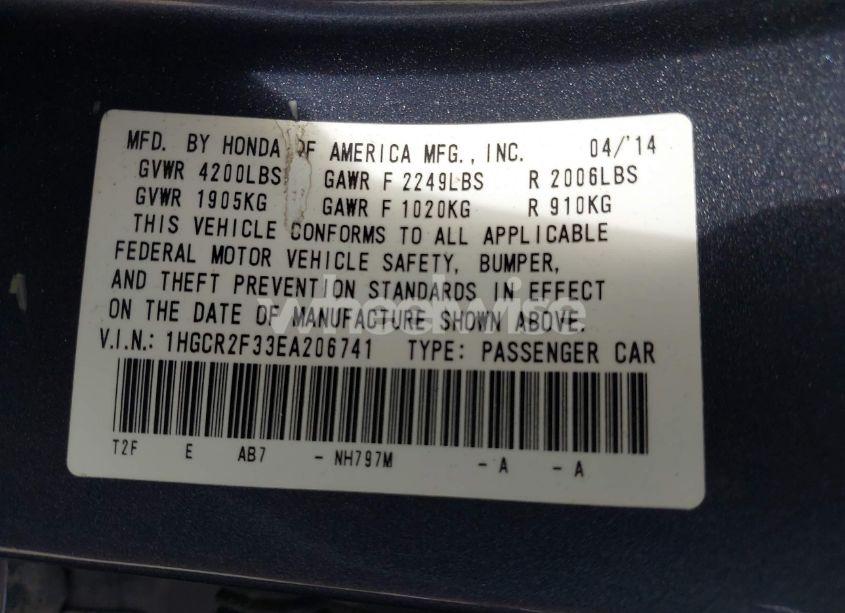 MFD. BY HONDA OF AMERICA MFG., INC. 04/'14
GVWR 4200LBS GAWR F 2249LBS R 2006LBS
GVWR 1905KG GAWR F 1020KG R 910KG
THIS VEHICLE CONFORMS TO ALL APPLICABLE
FEDERAL MOTOR VEHICLE SAFETY, BUMPER,
AND THEFT PREVENTION STANDARDS IN EFFECT
ON THE DATE OF MANUFACTURE SHOWN ABOVE.
wheelwire
V.I.N.: 1HGCR2F33EA206741 TYPE: PASSENGER CAR
T2F E AB7 - NH797M - A - A